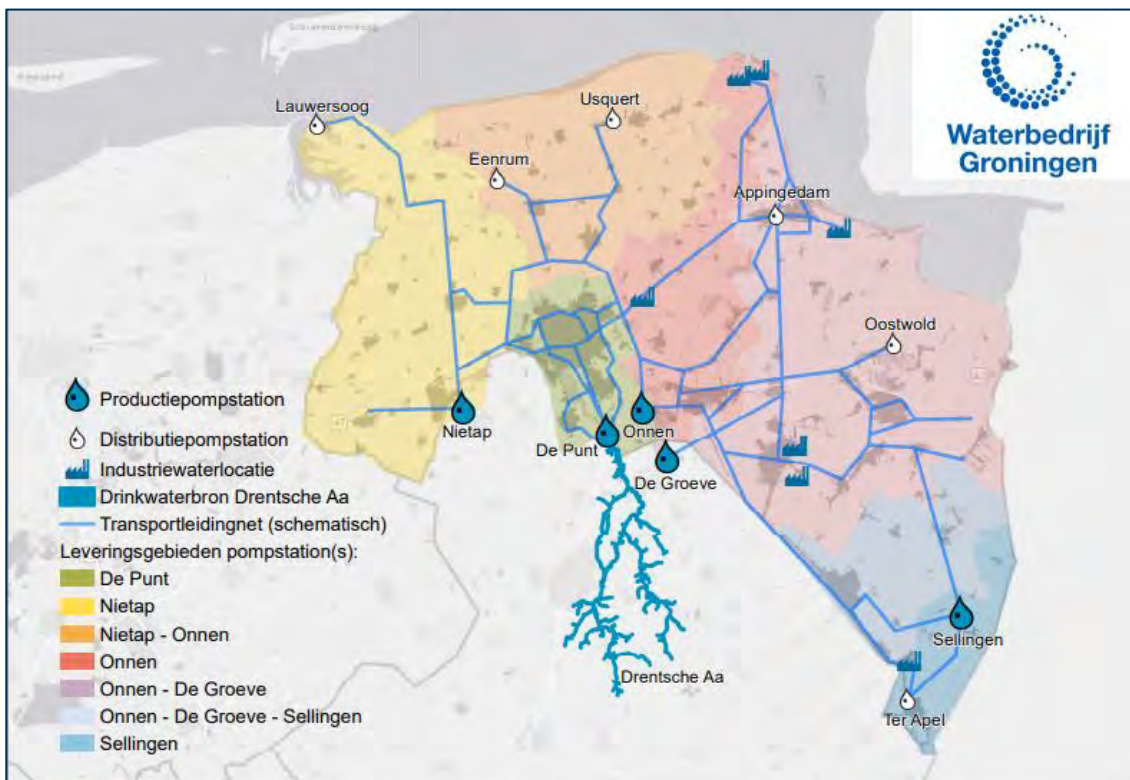 Schiermonnikoog
Waterbedrijf
Groningen
Lauwersoog
Usquert
Eenrum
Appingedam
Oostwold
Nietap
De Punt
Onnen
De Groeve
Sellingen
Drentsche Aa
Ter Apel
Productiepompstation
Distributiepompstation
Industriewaterlocatie
Drinkwaterbron Drentsche Aa
Transportleidingnet (schematisch)
Leveringsgebieden pompstation(s):
De Punt
Nietap
Nietap - Onnen
Onnen
Onnen - De Groeve
Onnen - De Groeve - Sellingen
Sellingen